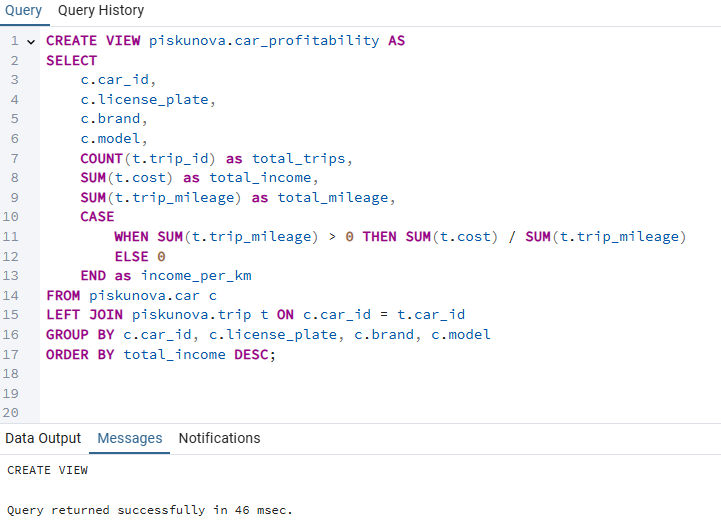 Query Query History
1 CREATE VIEW piskunova.car_profitability AS
2 SELECT
3 c.car_id,
4 c.license_plate,
5 c.brand,
6 c.model,
7 COUNT(t.trip_id) as total_trips,
8 SUM(t.cost) as total_income,
9 SUM(t.trip_mileage) as total_mileage,
10 CASE
11 WHEN SUM(t.trip_mileage) > 0 THEN SUM(t.cost) / SUM(t.trip_mileage)
12 ELSE 0
13 END as income_per_km
14 FROM piskunova.car c
15 LEFT JOIN piskunova.trip t ON c.car_id = t.car_id
16 GROUP BY c.car_id, c.license_plate, c.brand, c.model
17 ORDER BY total_income DESC;
18
19
20
Data Output Messages Notifications
CREATE VIEW
Query returned successfully in 46 msec.